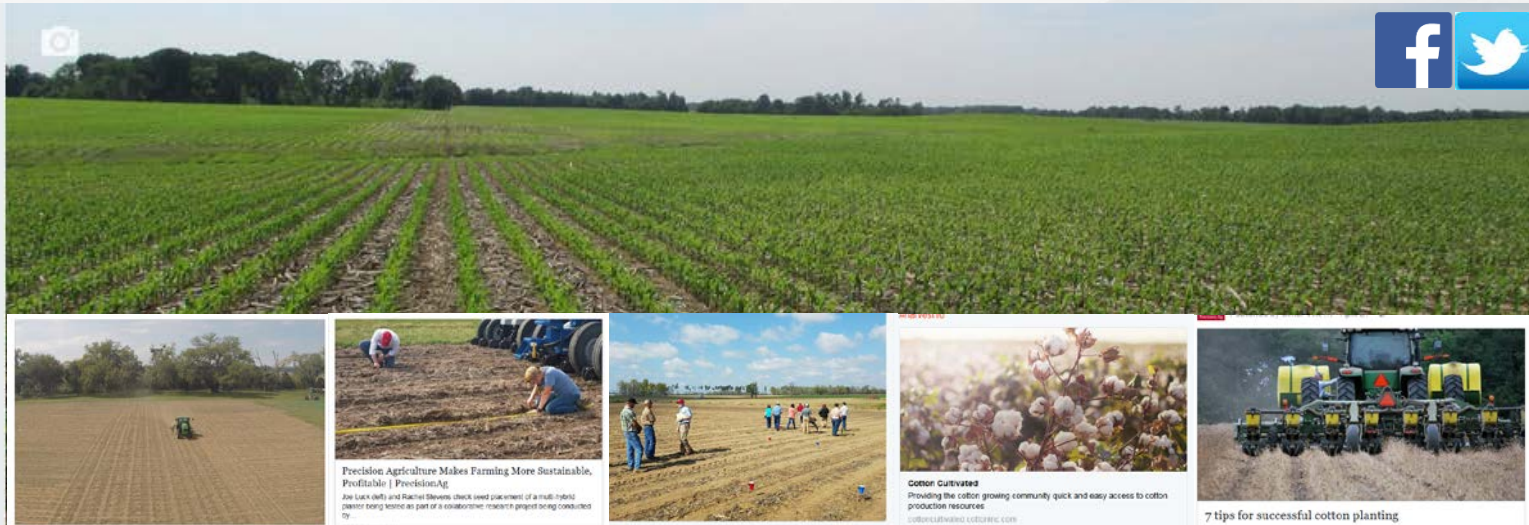 Precision Agriculture Makes Farming More Sustainable,
Profitable | PrecisionAg
Joe Luck (left) and Rachel Stevens check seed placement of a multi-hybrid
planter being tested as part of a collaborative research project being conducted
by...
Cotton Cultivated
Providing the cotton growing community quick and easy access to cotton
production resources
cottoncultivated.cottoninc.com
7 tips for successful cotton planting